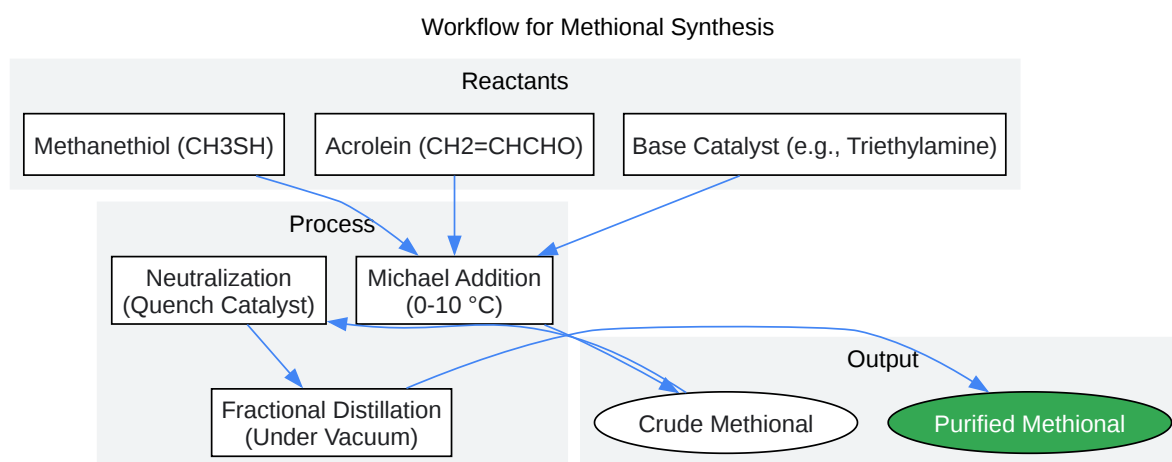 Workflow for Methional Synthesis
Reactants
Methanethiol (CH3SH)
Acrolein (CH2=CHCHO)
Base Catalyst (e.g., Triethylamine)
Process
Neutralization
(Quench Catalyst)
Michael Addition
(0-10 °C)
Output
Fractional Distillation
(Under Vacuum)
Crude Methional
Purified Methional